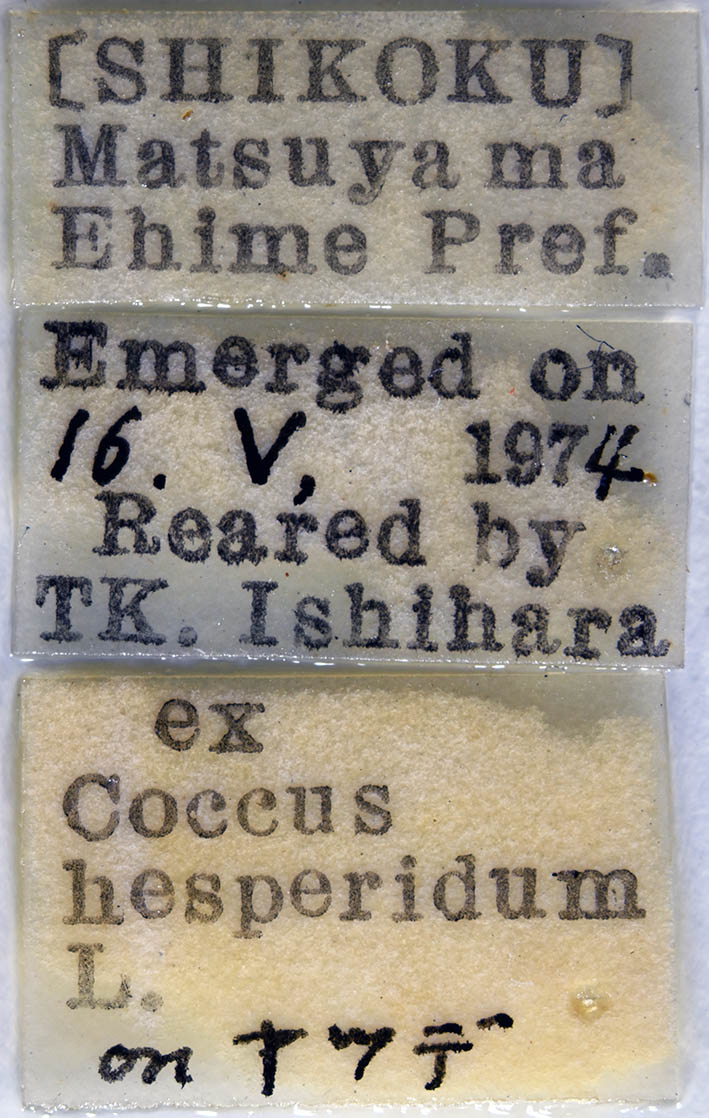 [SHIKOKU]
Matsuyama
Ehime Pref.
Emerged on
16. V, 1974
Reared by
TK. Ishihara
ex
Coccus
hesperidum
L.
on ヤツデ